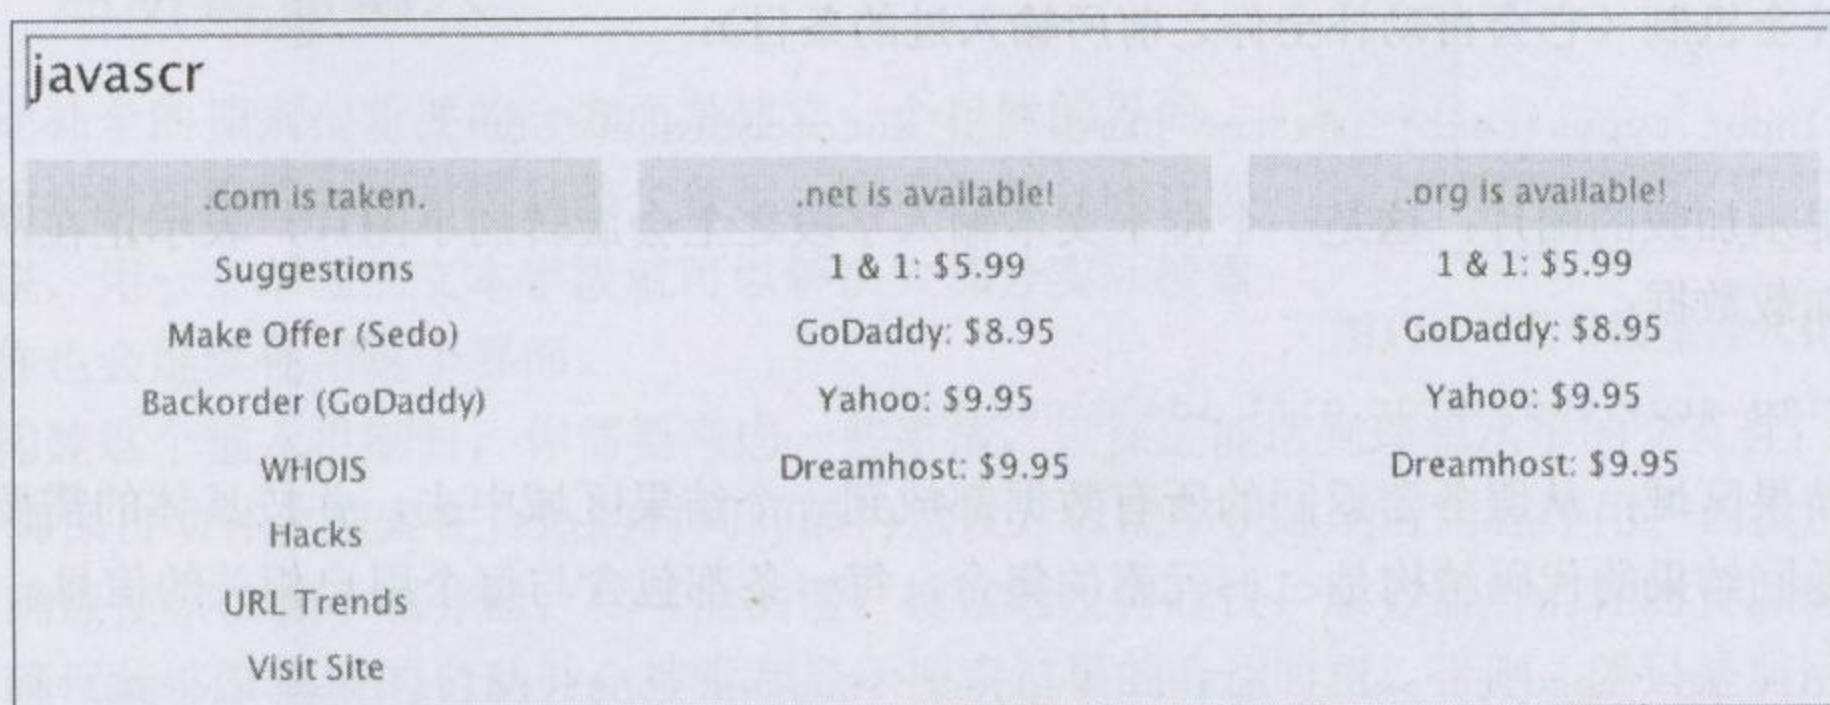 javascr
.com is taken.
.net is available!
.org is available!
Suggestions
1 & 1: $5.99
1 & 1: $5.99
Make Offer (Sedo)
GoDaddy: $8.95
GoDaddy: $8.95
Backorder (GoDaddy)
Yahoo: $9.95
Yahoo: $9.95
WHOIS
Dreamhost: $9.95
Dreamhost: $9.95
Hacks
URL Trends
Visit Site